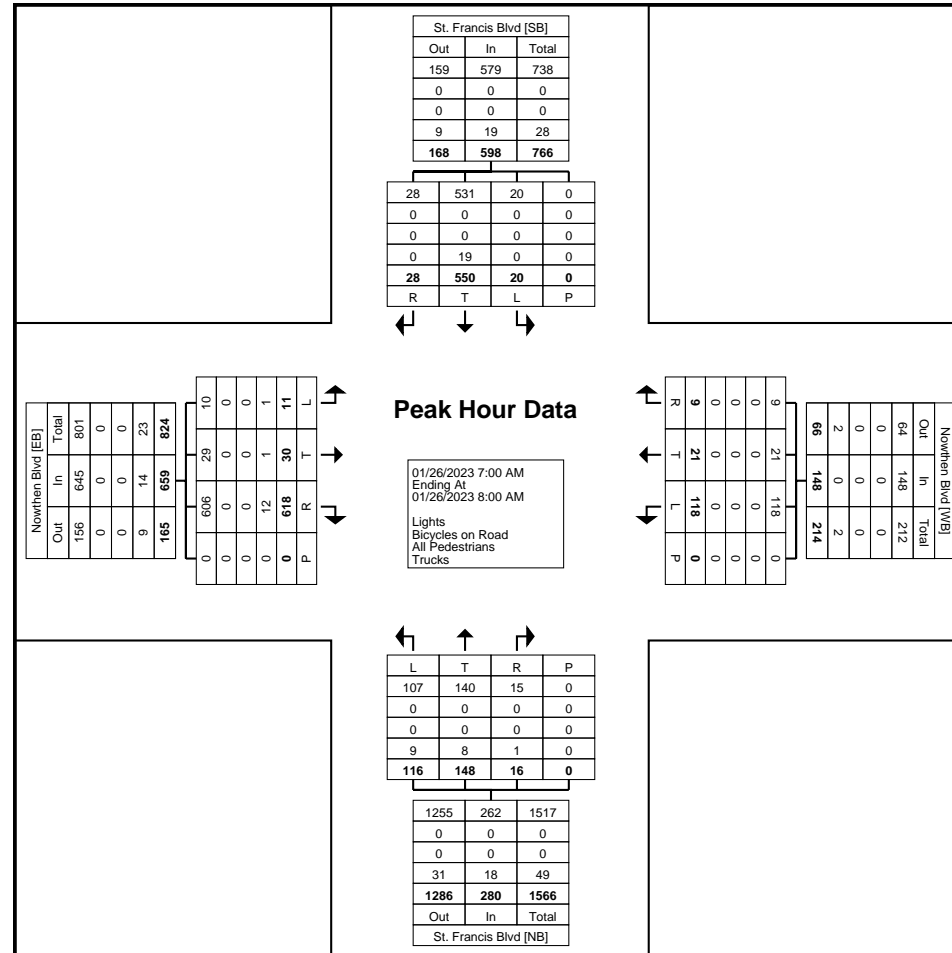 St. Francis Blvd [SB]
Out In Total
159 579 738
0 0 0
0 0 0
9 19 28
168 598 766
28 531 20 0
0 0 0 0
0 0 0 0
0 19 0 0
28 550 20 0
R T L P
Nowthen Blvd [EB]
Total In Out
801 645 156
0 0 0
0 0 0
23 14 9
824 659 165
10 29 606 0
0 0 0 0
0 0 0 0
1 1 12 0
11 30 618 0
L T R P
Peak Hour Data
01/26/2023 7:00 AM
Ending At
01/26/2023 8:00 AM
Lights
Bicycles on Road
All Pedestrians
Trucks
R T L P
9 21 118 0
0 0 0 0
0 0 0 0
0 0 0 0
9 21 118 0
Nowthen Blvd [WB]
Out In Total
64 148 212
0 0 0
0 0 0
2 0 2
66 148 214
L T R P
107 140 15 0
0 0 0 0
0 0 0 0
9 8 1 0
116 148 16 0
1255 262 1517
0 0 0
0 0 0
31 18 49
1286 280 1566
Out In Total
St. Francis Blvd [NB]